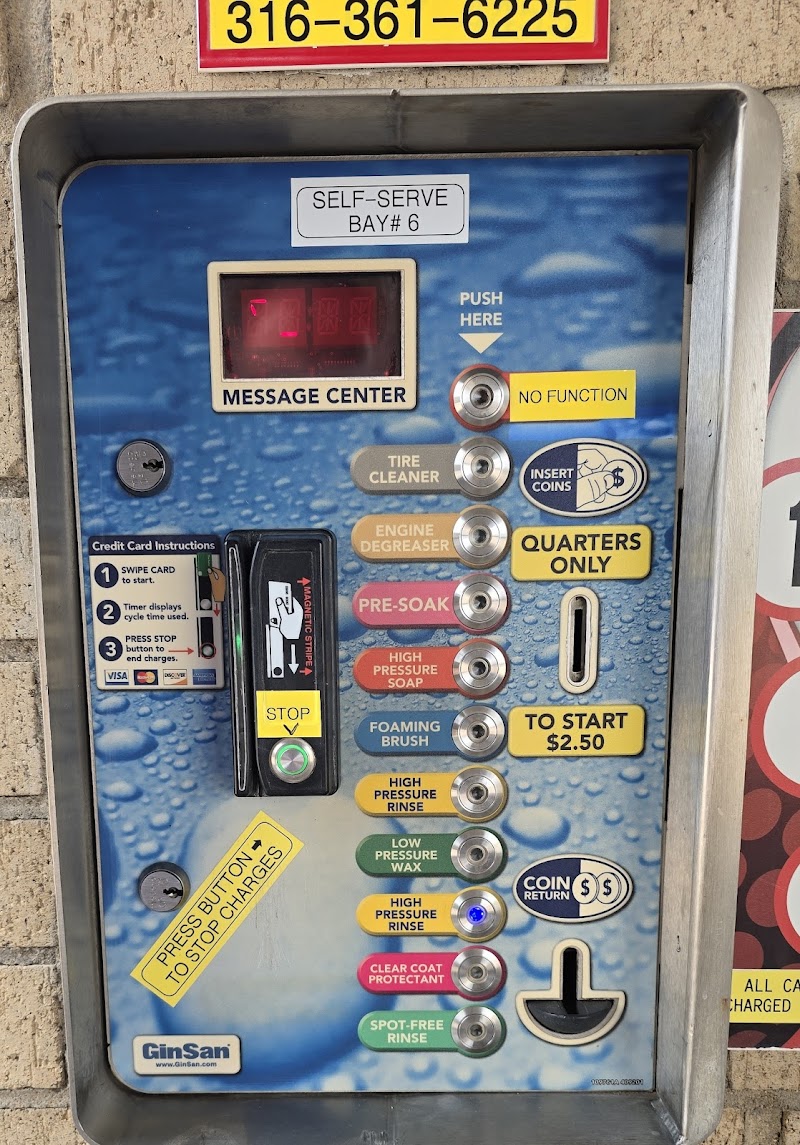 316-361-6225
SELF-SERVE
BAY# 6
MESSAGE CENTER
PUSH
HERE
NO FUNCTION
TIRE
CLEANER
INSERT
COINS
$
ENGINE
DEGREASER
QUARTERS
ONLY
Credit Card Instructions
1 SWIPE CARD
to start.
2 Timer displays
cycle time used.
3 PRESS STOP
button to
end charges.
VISA MasterCard DISCOVER
MAGNETIC STRIPE
STOP
PRE-SOAK
HIGH
PRESSURE
SOAP
FOAMING
BRUSH
TO START
$2.50
HIGH
PRESSURE
RINSE
LOW
PRESSURE
WAX
PRESS BUTTON
TO STOP CHARGES
HIGH
PRESSURE
RINSE
COIN
RETURN
$ $
CLEAR COAT
PROTECTANT
SPOT-FREE
RINSE
GinSan
www.GinSan.com
ALL CA
CHARGED